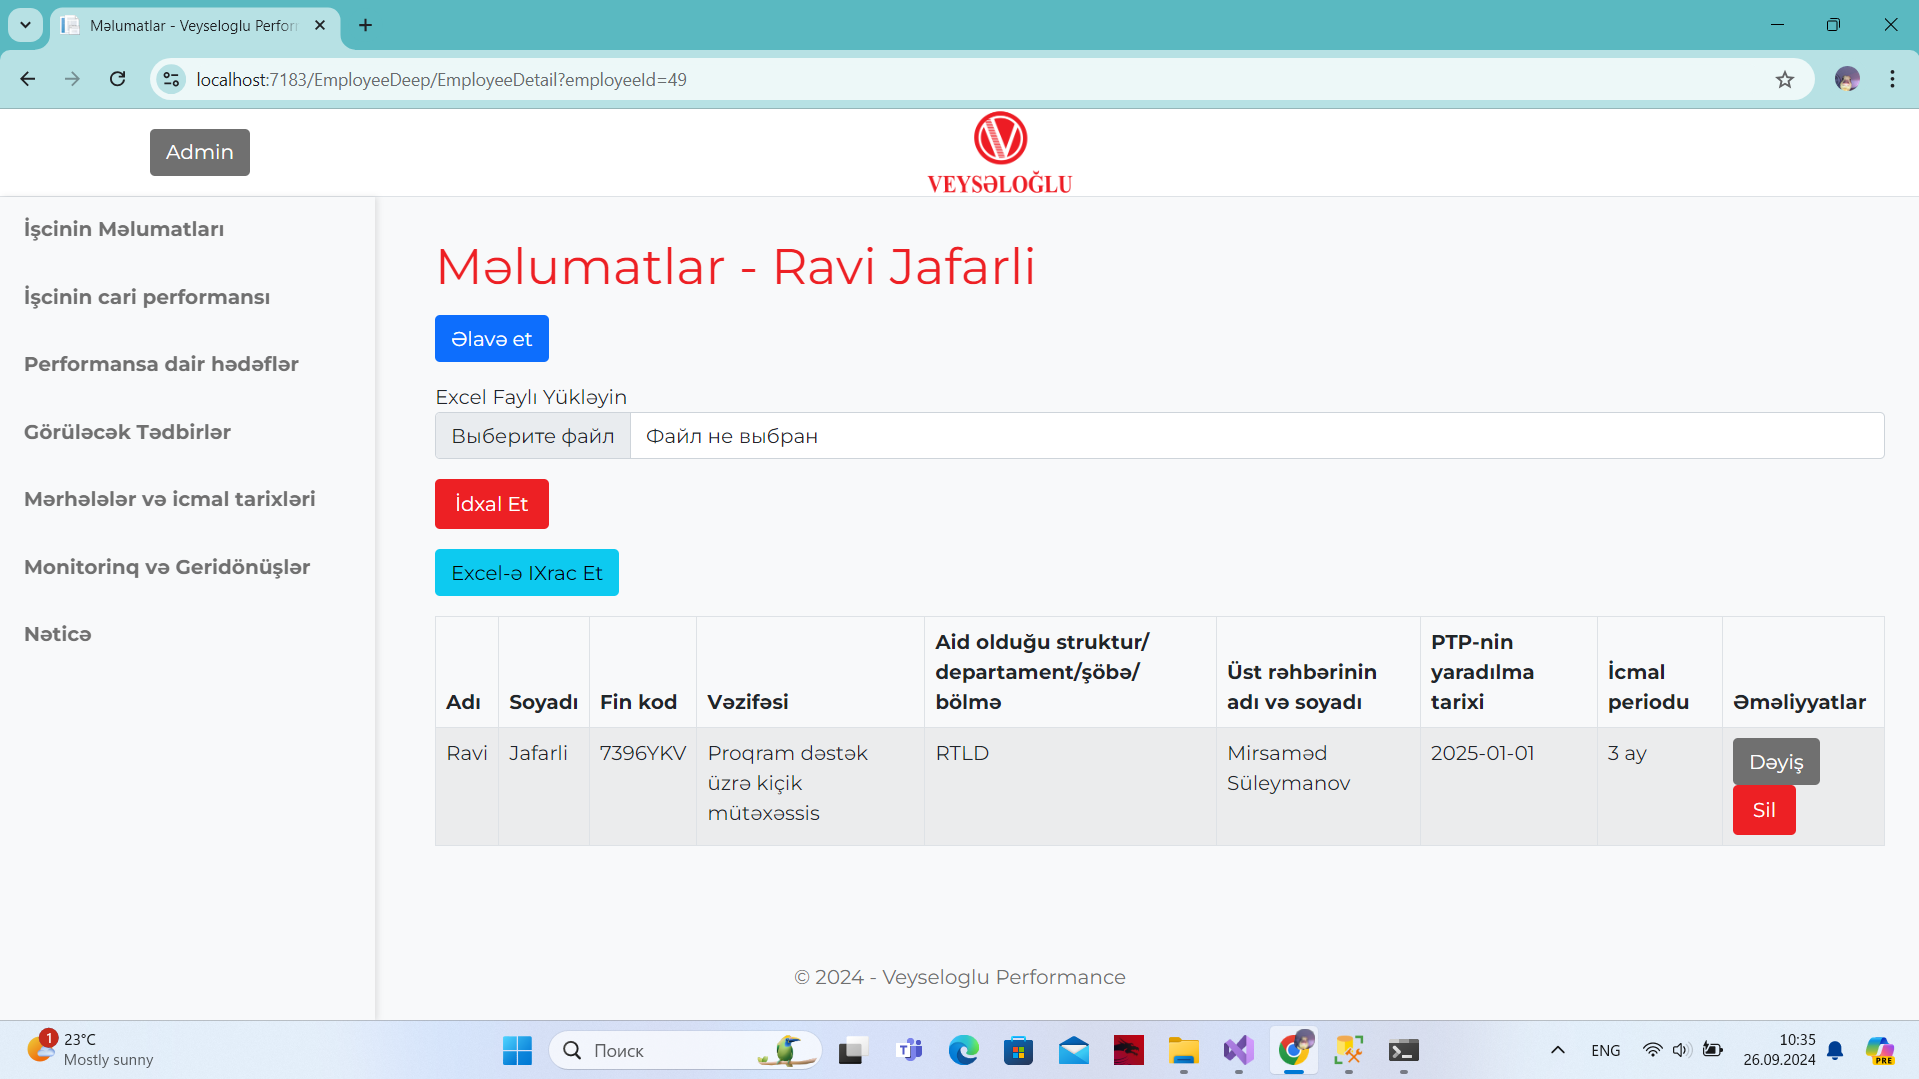 Məlumatlar - Veyseloglu Perfor
localhost:7183/EmployeeDeep/EmployeeDetail?employeeId=49
Admin
VEYSƏLOĞLU
İşcinin Məlumatları
İşcinin cari performansı
Performansa dair hədəflər
Görüləcək Tədbirlər
Mərhələlər və icmal tarixləri
Monitorinq və Geridönüşlər
Nəticə
Məlumatlar - Ravi Jafarli
Əlavə et
Excel Faylı Yükləyin
Выберите файл Файл не выбран
İdxal Et
Excel-ə IXrac Et
Adı
Soyadı
Fin kod
Vəzifəsi
Aid olduğu struktur/
departament/şöbə/
bölmə
Üst rəhbərinin
adı və soyadı
PTP-nin
yaradılma
tarixi
İcmal
periodu
Əməliyyatlar
Ravi
Jafarli
7396YKV
Proqram dəstək
üzrə kiçik
mütəxəssis
RTLD
Mirsaməd
Süleymanov
2025-01-01
3 ay
Dəyiş
Sil
© 2024 - Veyseloglu Performance
1
23°C
Mostly sunny
Поиск
ENG
10:35
26.09.2024
PRE